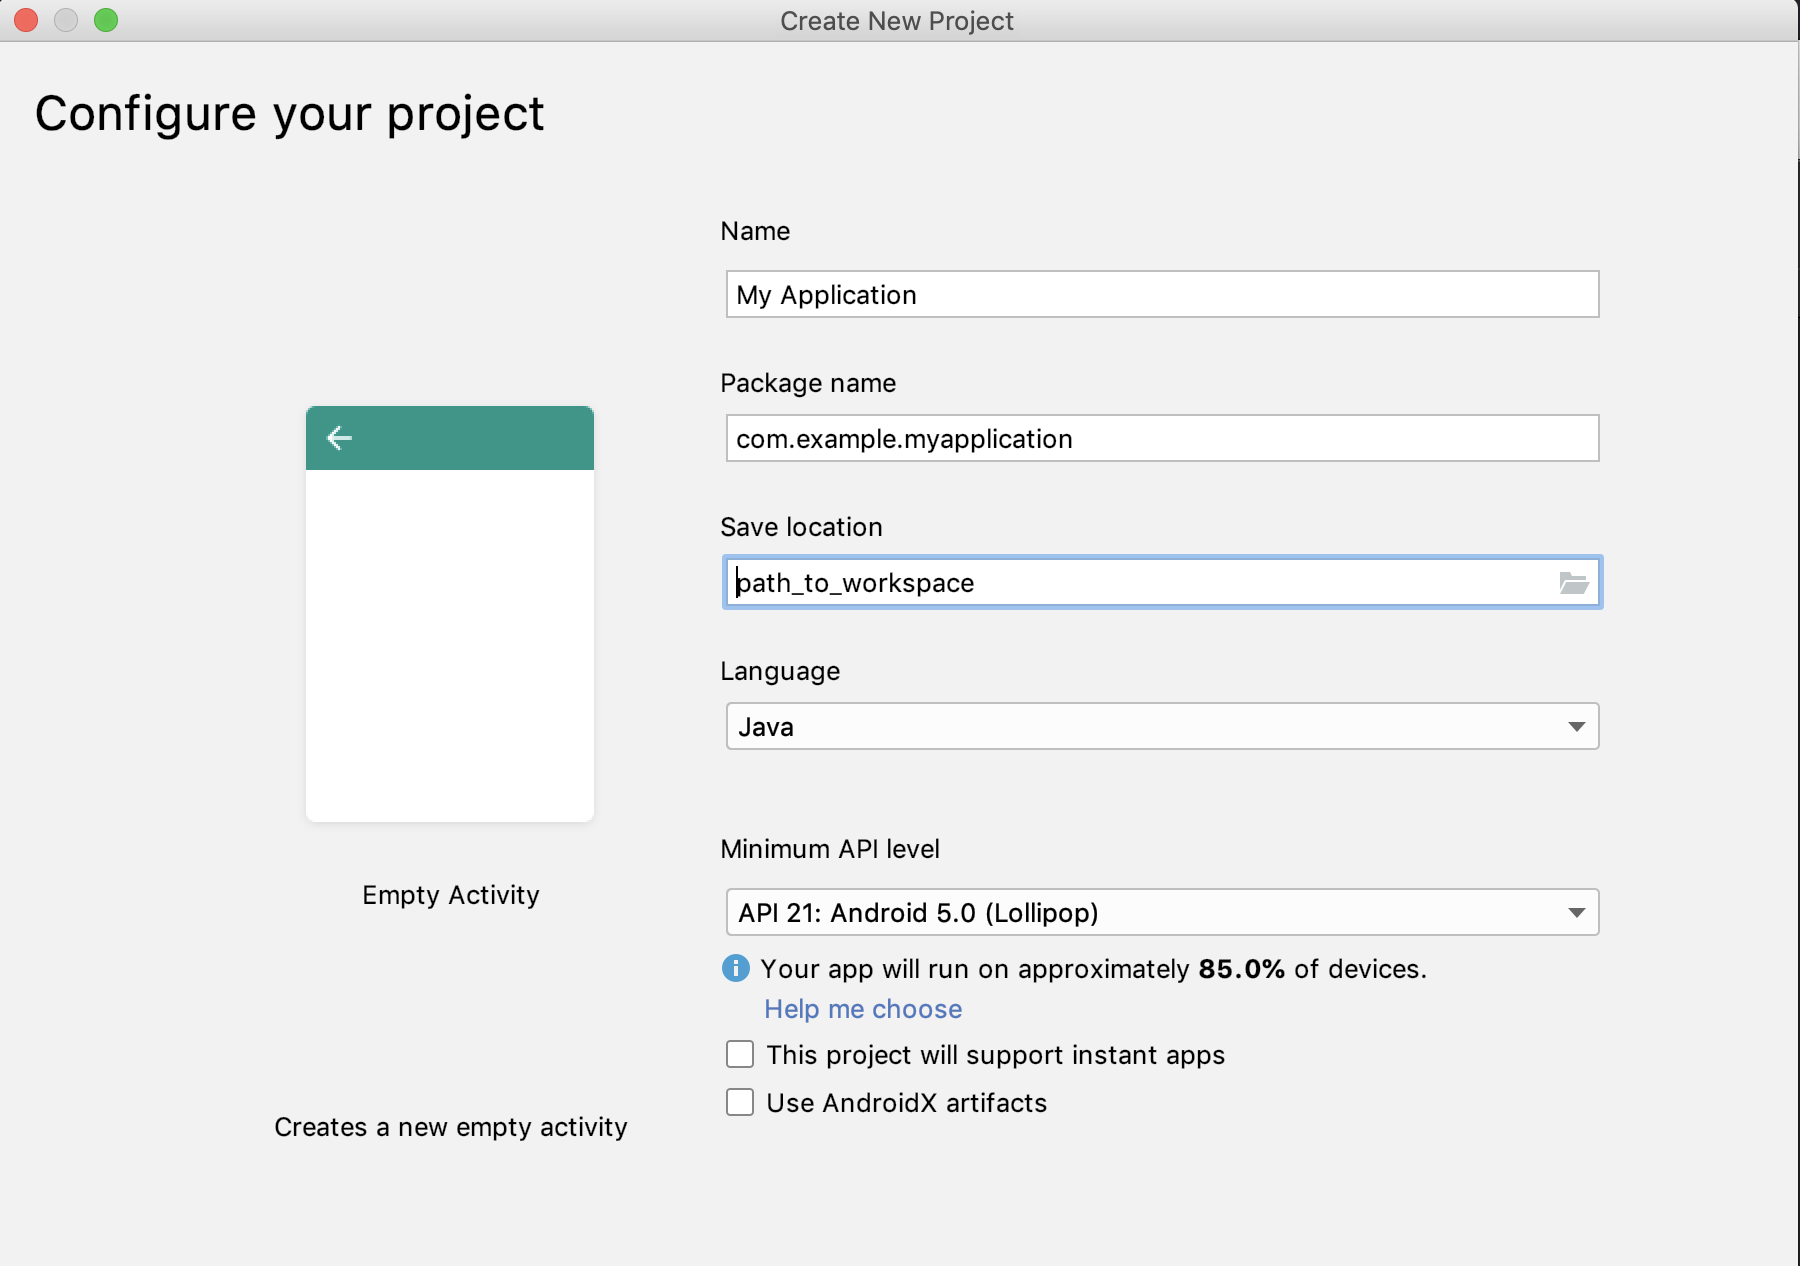 Create New Project
Configure your project
Name
My Application
Package name
com.example.myapplication
Save location
path_to_workspace
Language
Java
Minimum API level
API 21: Android 5.0 (Lollipop)
Your app will run on approximately 85.0% of devices.
Help me choose
This project will support instant apps
Use AndroidX artifacts
Empty Activity
Creates a new empty activity